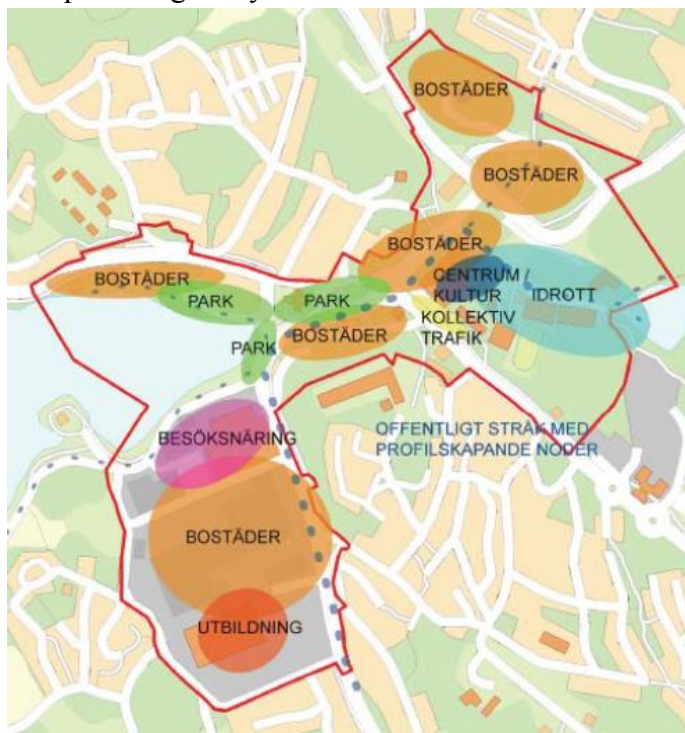 BOSTÄDER
BOSTÄDER
BOSTÄDER
BOSTÄDER
CENTRUM /
KULTUR
KOLLEKTIV
TRAFIK
IDROTT
PARK
PARK
BOSTÄDER
PARK
BESÖKSNÄRING
OFFENTLIGT STRÅK MED
PROFILSKAPANDE NODER
BOSTÄDER
UTBILDNING